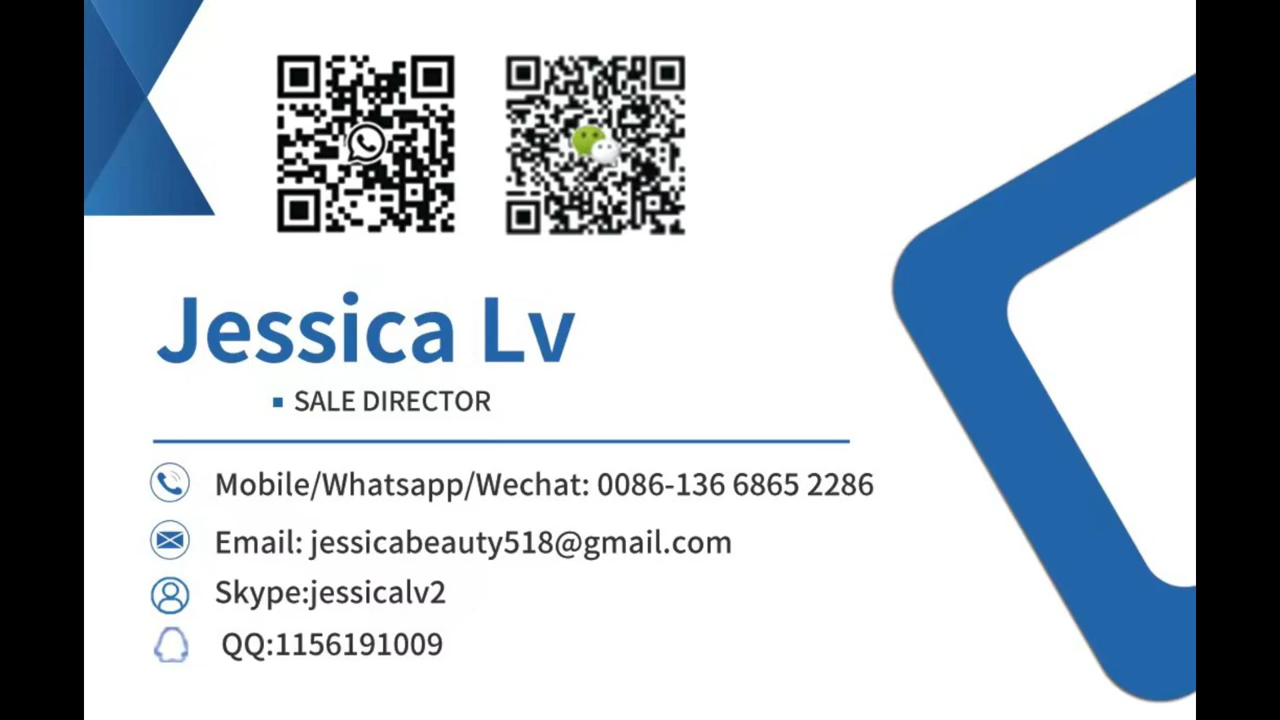 Jessica Lv
SALE DIRECTOR
Mobile/Whatsapp/Wechat: 0086-136 6865 2286
Email: jessicabeauty518@gmail.com
Skype:jessicalv2
QQ:1156191009